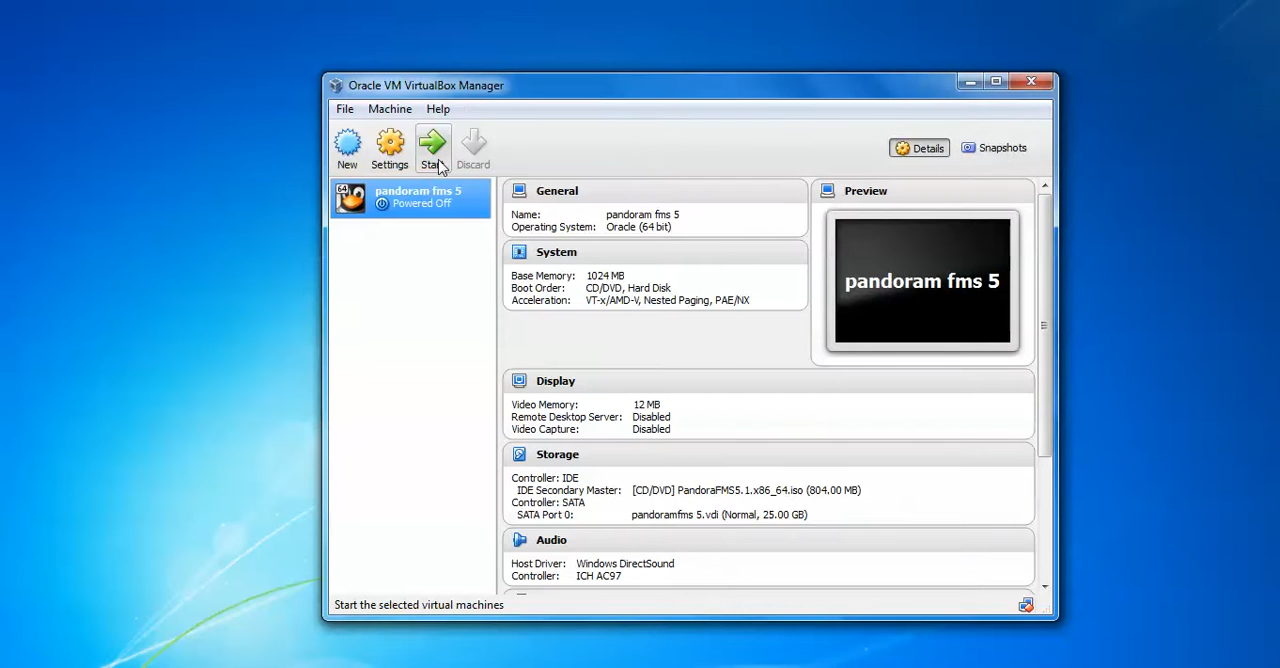 Oracle VM VirtualBox Manager
File Machine Help
New Settings Start Discard
Details Snapshots
64
pandoram fms 5
Powered Off
General
Name: pandoram fms 5
Operating System: Oracle (64 bit)
System
Base Memory: 1024 MB
Boot Order: CD/DVD, Hard Disk
Acceleration: VT-x/AMD-V, Nested Paging, PAE/NX
Preview
pandoram fms 5
Display
Video Memory: 12 MB
Remote Desktop Server: Disabled
Video Capture: Disabled
Storage
Controller: IDE
IDE Secondary Master: [CD/DVD] PandoraFMS5.1.x86_64.iso (804,00 MB)
Controller: SATA
SATA Port 0: pandoramfms 5.vdi (Normal, 25,00 GB)
Audio
Host Driver: Windows DirectSound
Controller: ICH AC97
Start the selected virtual machines